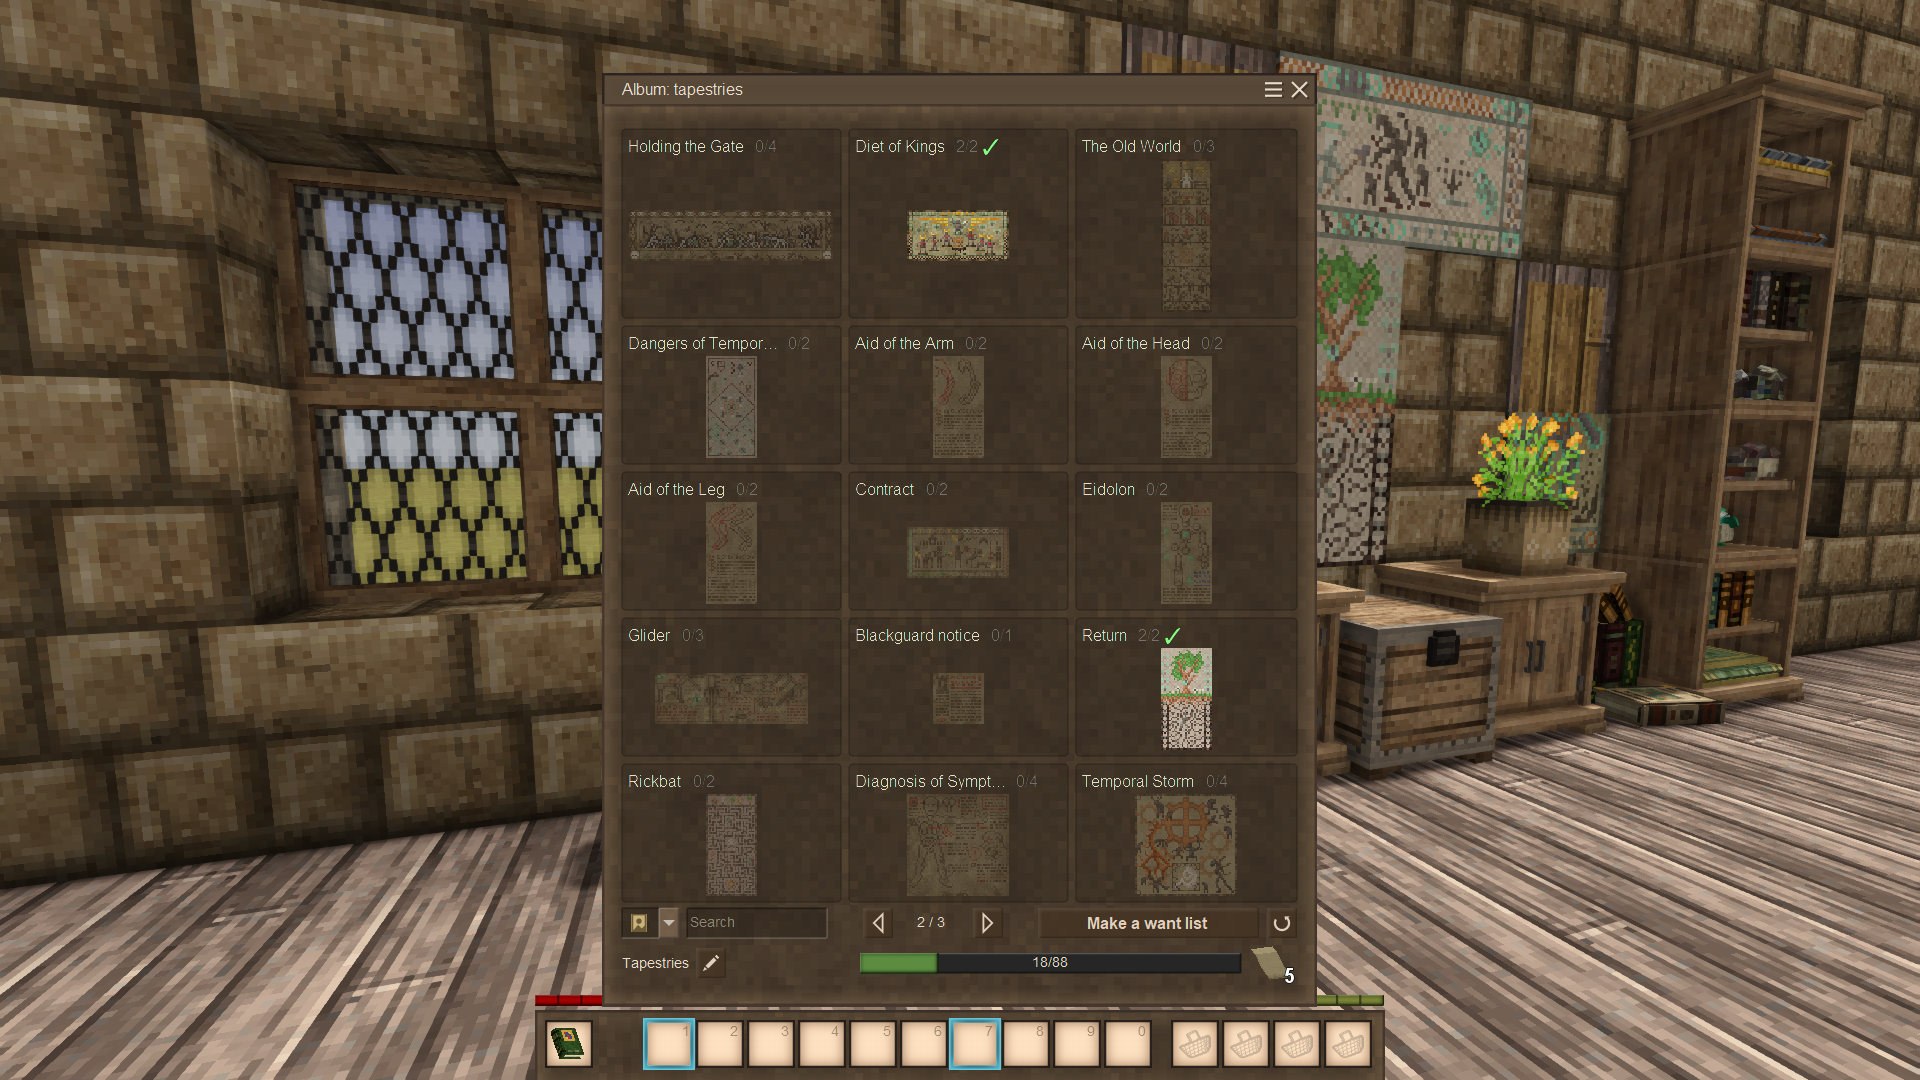 Album: tapestries
Holding the Gate 0/4
Diet of Kings 2/2
The Old World 0/3
Dangers of Tempor... 0/2
Aid of the Arm 0/2
Aid of the Head 0/2
Aid of the Leg 0/2
Contract 0/2
Eidolon 0/2
Glider 0/3
Blackguard notice 0/1
Return 2/2
Rickbat 0/2
Diagnosis of Sympt... 0/4
Temporal Storm 0/4
Search
2 / 3
Make a want list
Tapestries
18/88
5
1 2 3 4 5 6 7 8 9 0